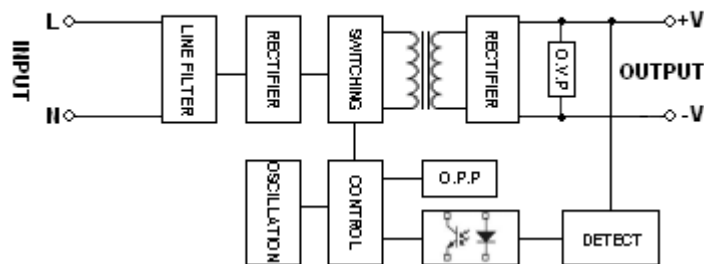 INPUT
L
N
LINE FILTER
RECTIFIER
SWITCHING
RECTIFIER
O.V.P
+V
OUTPUT
-V
OSCILLATION
CONTROL
O.P.P
DETECT